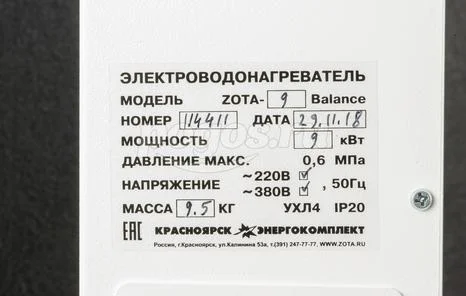 ЭЛЕКТРОВОДОНАГРЕВАТЕЛЬ
МОДЕЛЬ ZOTA- 9 Balance
НОМЕР 114411 ДАТА 29.11.18
МОЩНОСТЬ 9 кВт
ДАВЛЕНИЕ МАКС. 0,6 МПа
НАПРЯЖЕНИЕ ~220В ☑
~380В ☑ , 50Гц
МАССА 9.5 КГ УХЛ4 IP20
ЕАС КРАСНОЯРСК ЭНЕРГОКОМПЛЕКТ
Россия, г.Красноярск, ул.Калинина 53а, т.(391) 247-77-77, WWW.ZOTA.RU